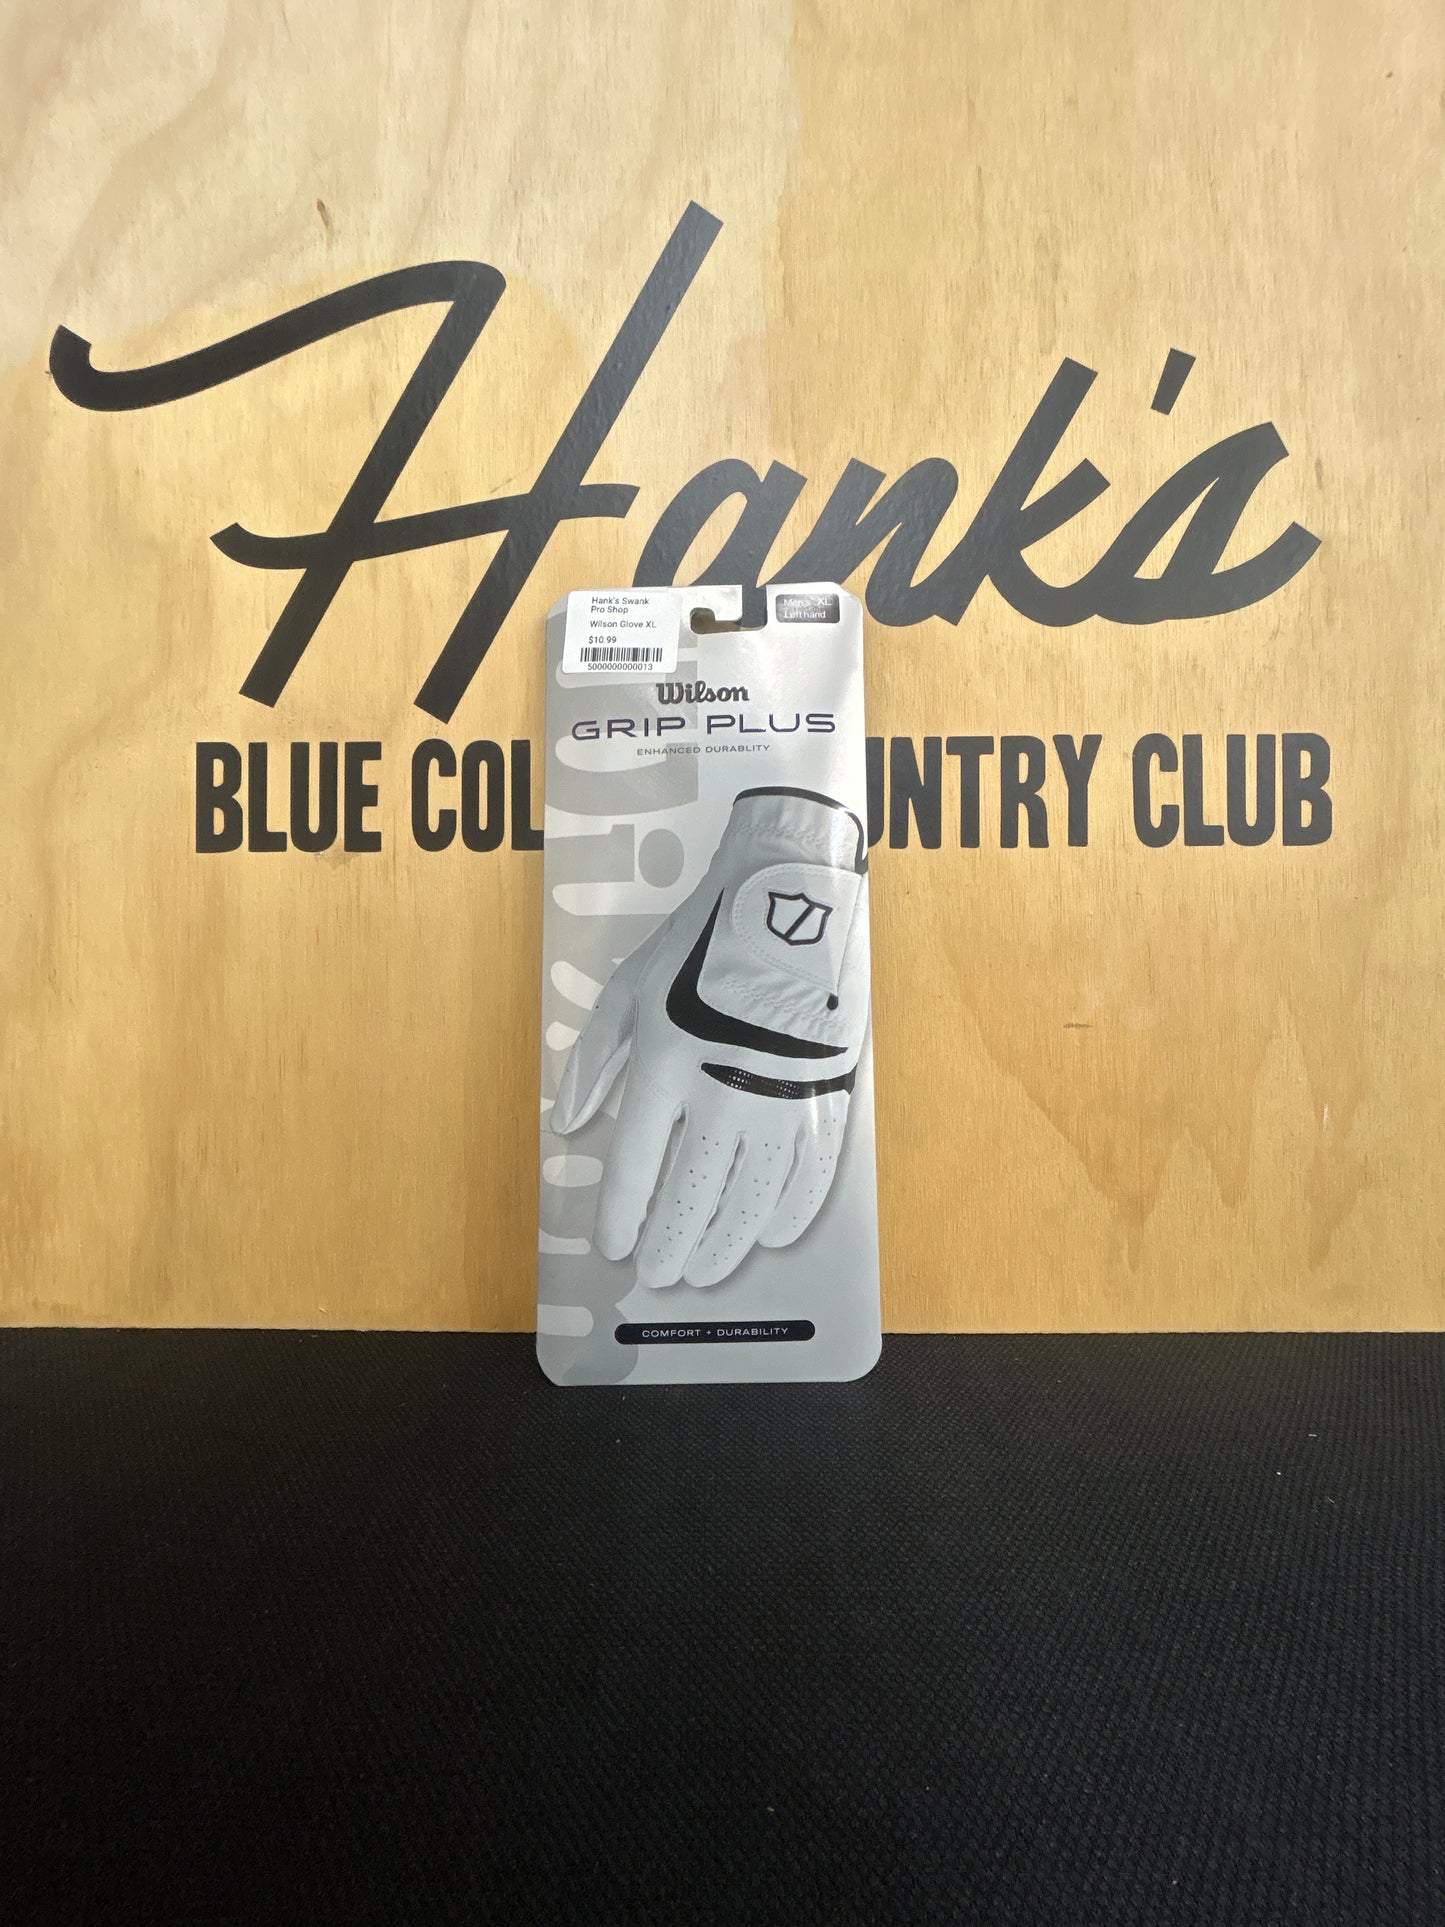 Hank's
BLUE COL UNTRY CLUB
Hank's Swank
Pro Shop
Wilson Glove XL
$10.99
5000000000013
Men's XL
Left hand
Wilson
GRIP PLUS
ENHANCED DURABLITY
Wilson
COMFORT + DURABILITY